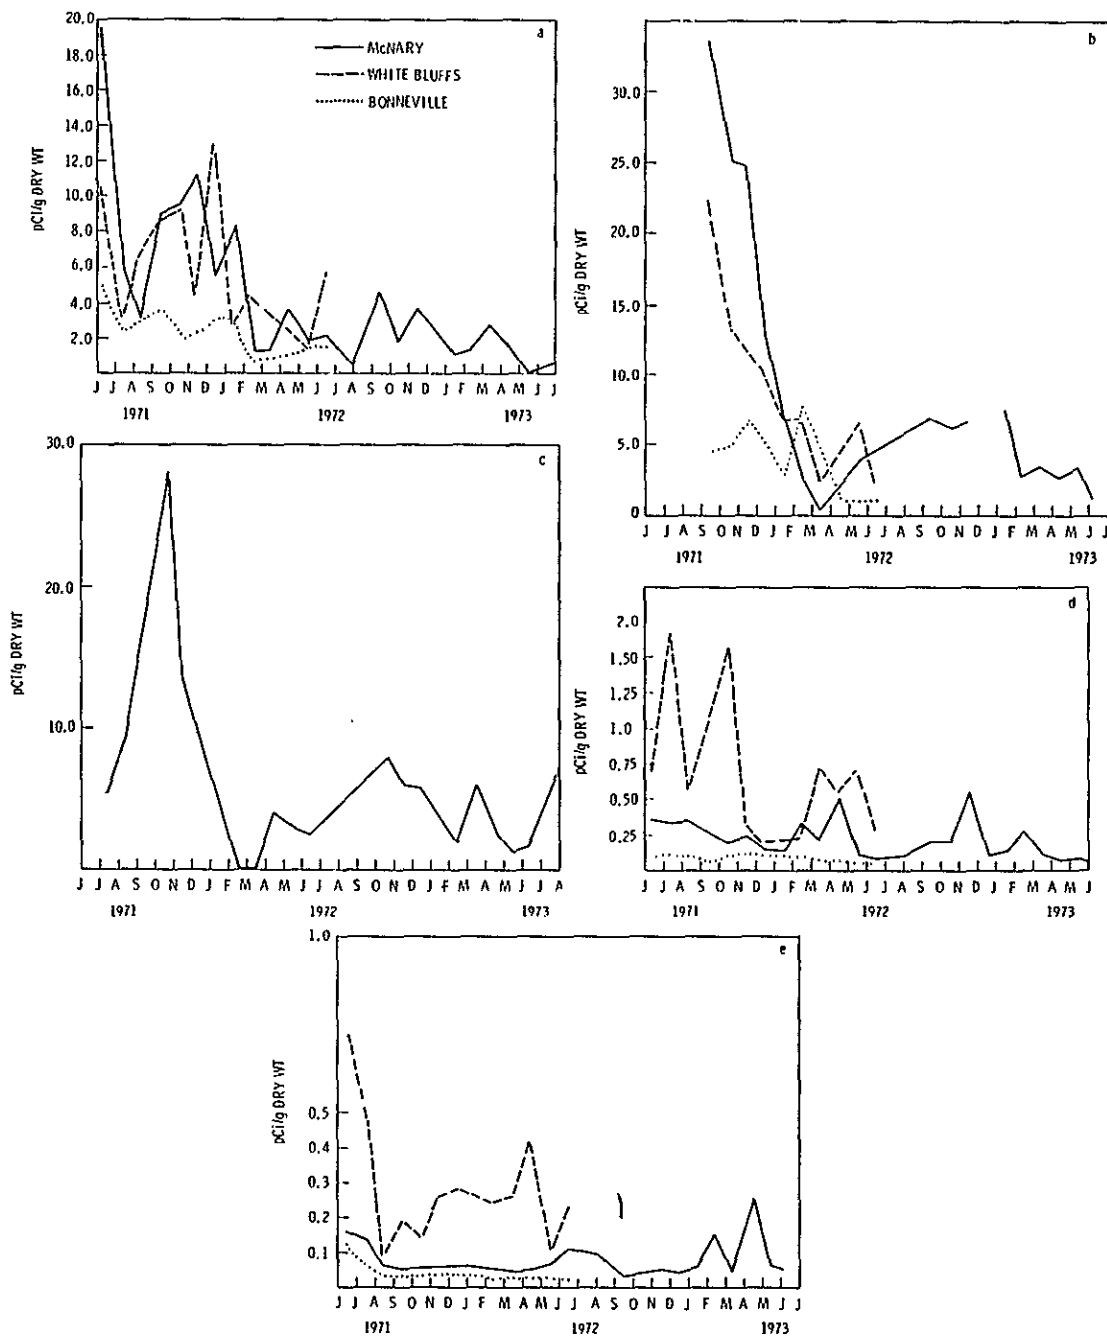 a
20.0
18.0
16.0
14.0
12.0
10.0
8.0
6.0
4.0
2.0
pCi/g DRY WT
McNARY
WHITE BLUFFS
BONNEVILLE
J J A S O N D J F M A M J J A S O N D J F M A M J J
1971 1972 1973
b
30.0
25.0
20.0
15.0
10.0
5.0
0
pCi/g DRY WT
J J A S O N D J F M A M J J A S O N D J F M A M J J
1971 1972 1973
c
30.0
20.0
10.0
pCi/g DRY WT
J J A S O N D J F M A M J J A S O N D J F M A M J J A
1971 1972 1973
d
2.0
1.50
1.25
1.0
0.75
0.50
0.25
pCi/g DRY WT
J J A S O N D J F M A M J J A S O N D J F M A M J
1971 1972 1973
e
1.0
0.5
0.4
0.3
0.2
0.1
pCi/g DRY WT
J J A S O N D J F M A M J J A S O N D J F M A M J J
1971 1972 1973